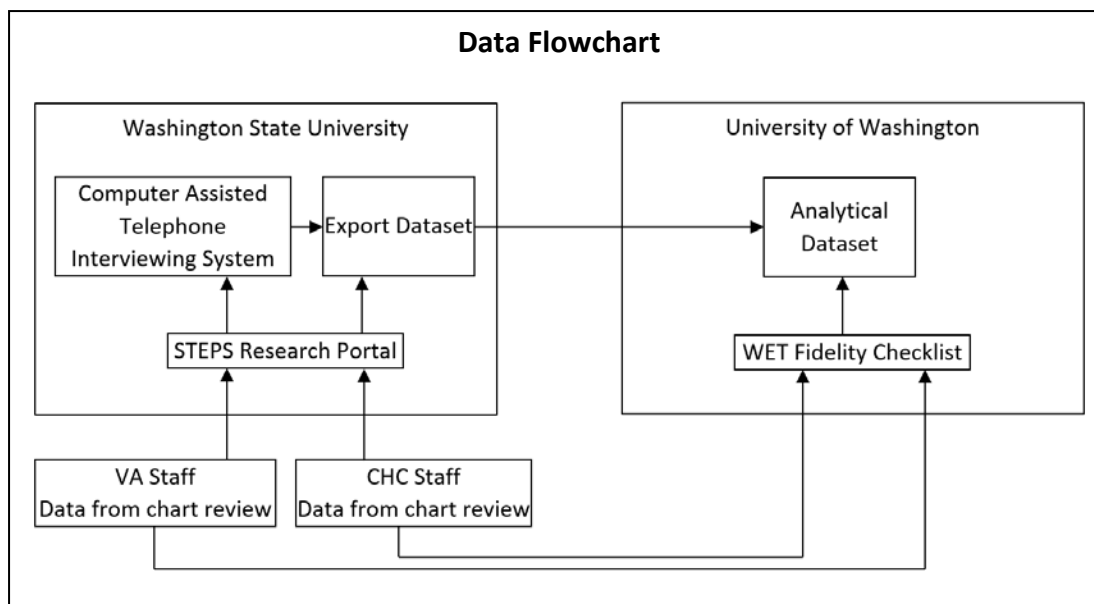 Data Flowchart
Washington State University
University of Washington
Computer Assisted
Telephone
Interviewing System
Export Dataset
Analytical
Dataset
STEPS Research Portal
WET Fidelity Checklist
VA Staff
Data from chart review
CHC Staff
Data from chart review